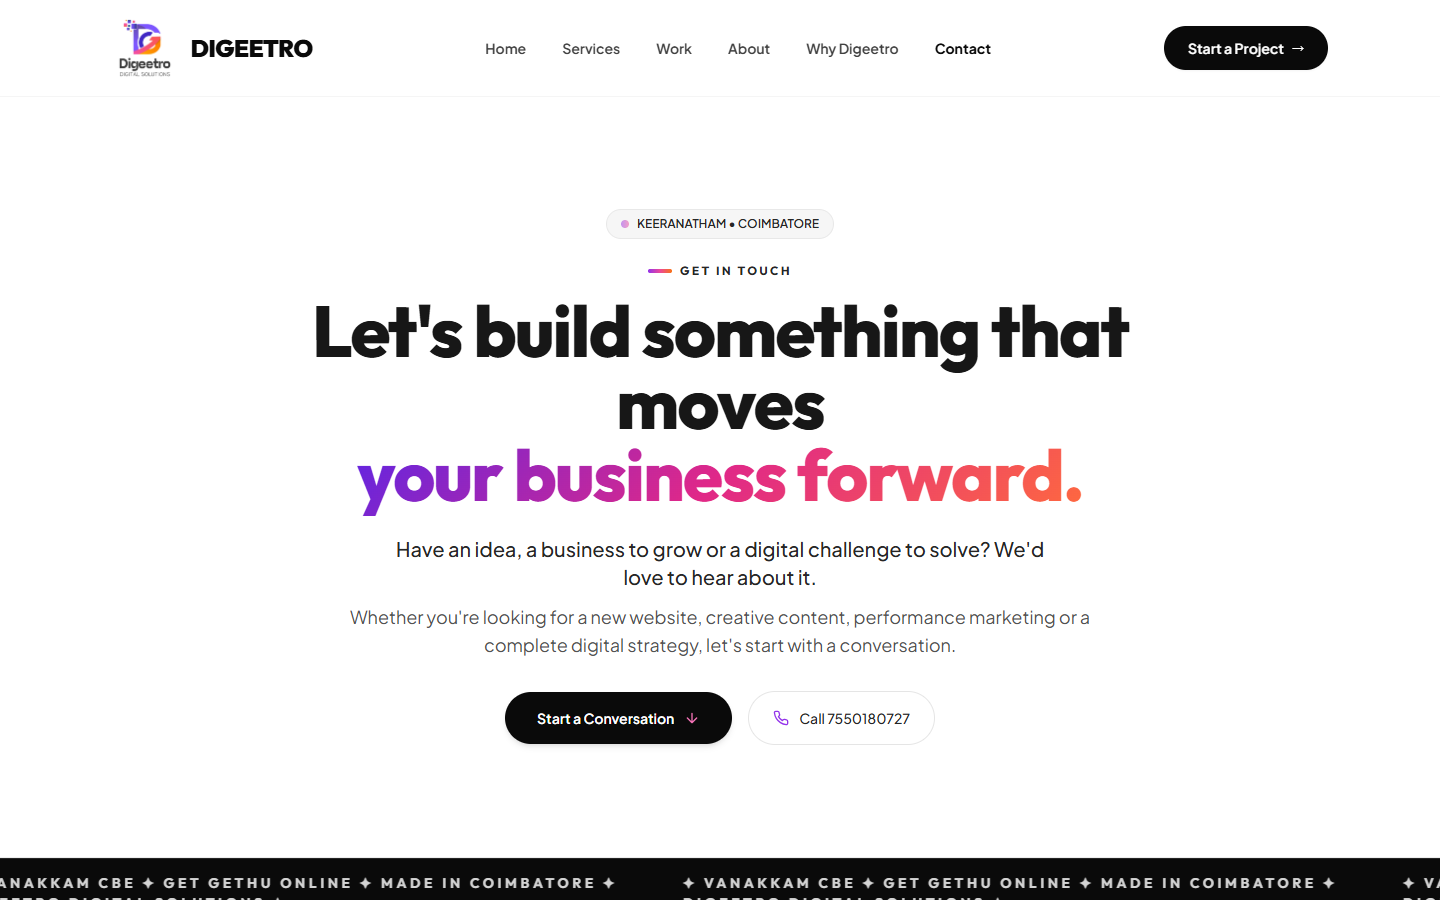 Digeetro
DIGITAL SOLUTIONS
DIGEETRO
Home
Services
Work
About
Why Digeetro
Contact
Start a Project →
KEERANATHAM • COIMBATORE
GET IN TOUCH
Let's build something that
moves
your business forward.
Have an idea, a business to grow or a digital challenge to solve? We'd
love to hear about it.
Whether you're looking for a new website, creative content, performance marketing or a
complete digital strategy, let's start with a conversation.
Start a Conversation ↓
Call 7550180727
ANAKKAM CBE ✦ GET GETHU ONLINE ✦ MADE IN COIMBATORE ✦
✦ VANAKKAM CBE ✦ GET GETHU ONLINE ✦ MADE IN COIMBATORE ✦